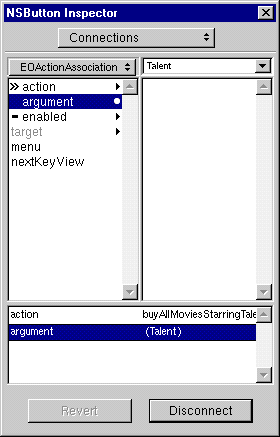 NSButton Inspector
Connections
EOActionAssociation
Talent
action
argument
enabled
target
menu
nextKeyView
action buyAllMoviesStarringTale
argument (Talent)
Revert
Disconnect